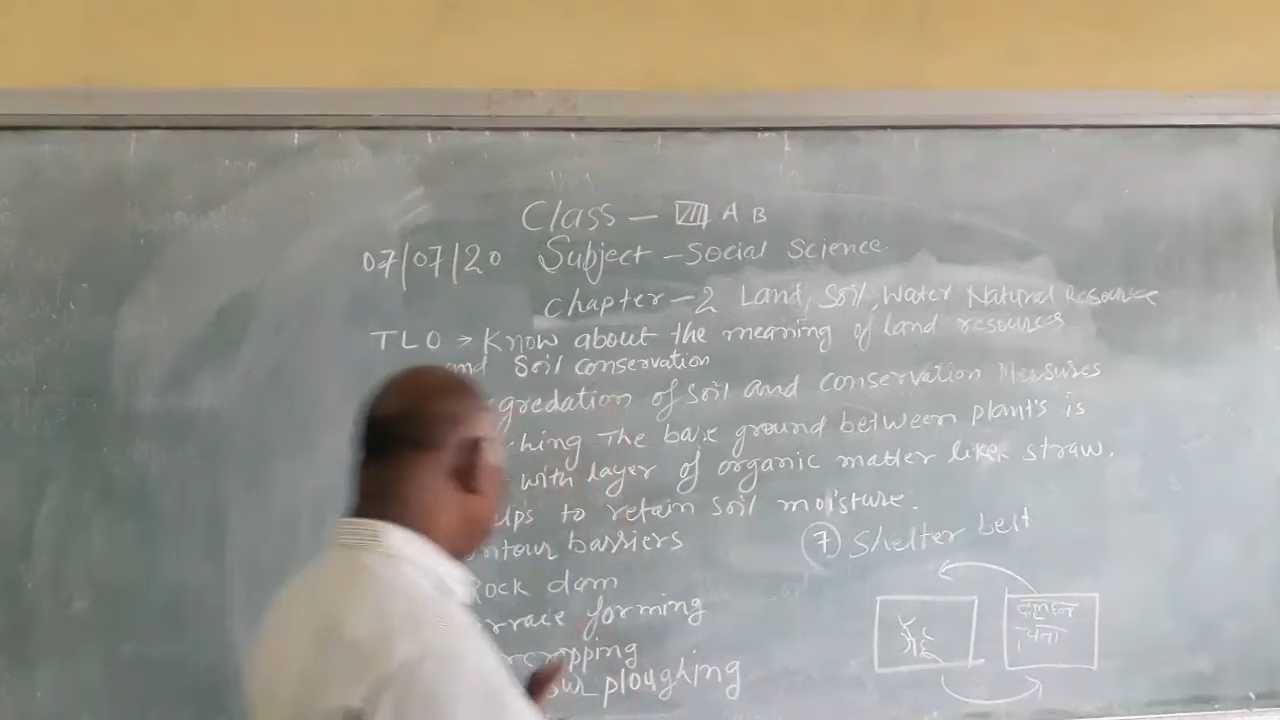 Class - VIII A B
07/07/20 Subject - Social Science
Chapter - 2 Land, Soil, Water Natural Resource
TLO → Know about the meaning of land resources
and Soil conservation
gredation of soil and conservation Measures
hing The bare ground between plant's is
with layer of organic matter like straw.
lps to retain soil moisture.
ntour barriers
⑦ Shelter belt
Rock dam
rrace forming
rcropping
ploughing
गेहूँ
दलहन